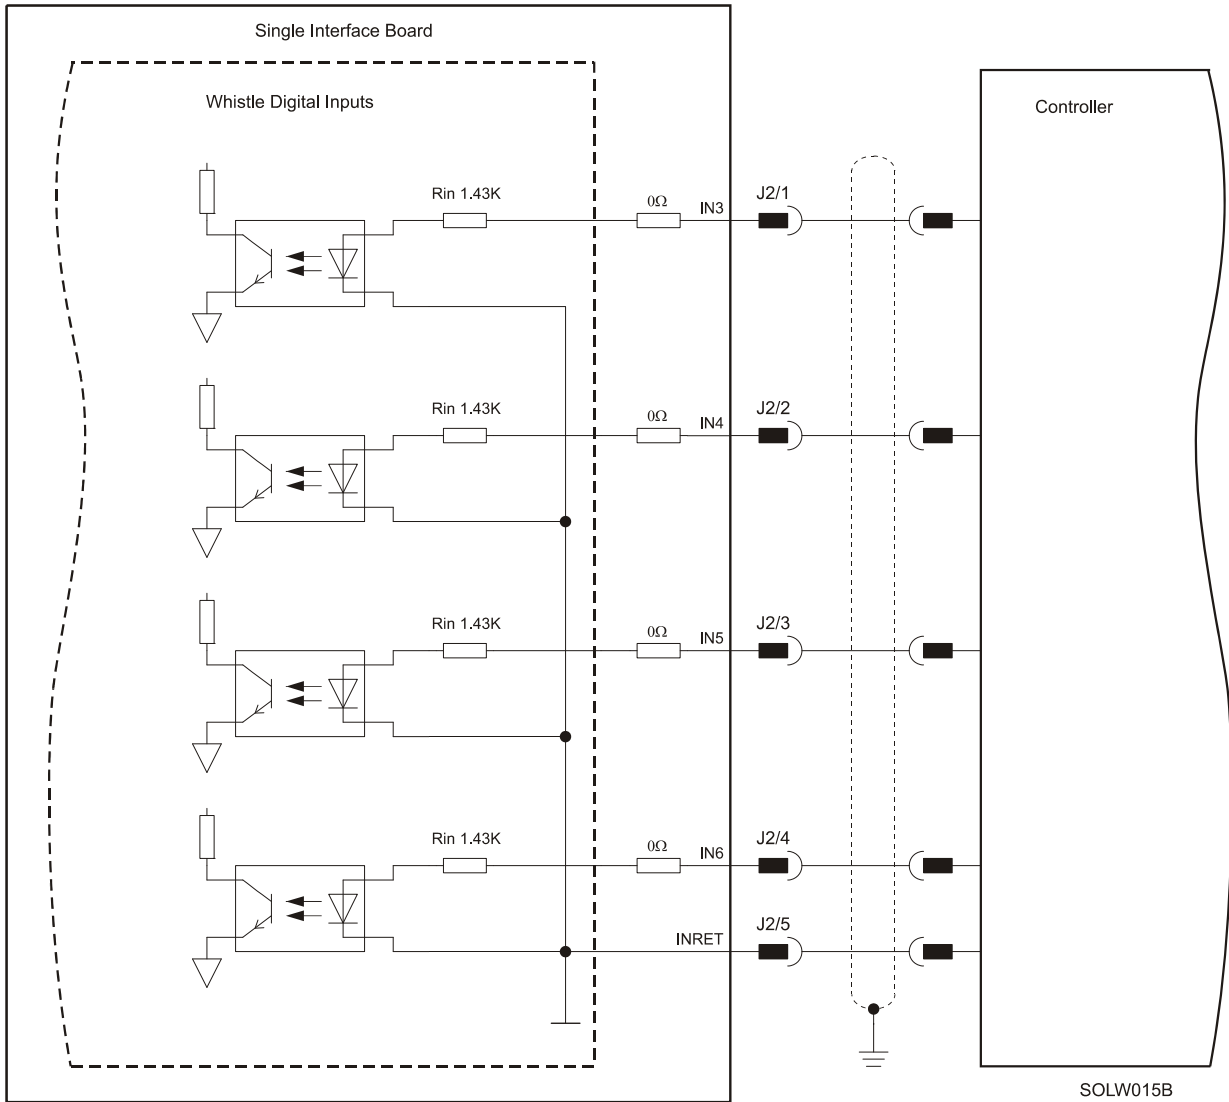 Single Interface Board
Whistle Digital Inputs
Controller
Rin 1.43K
0Ω
IN3
J2/1
Rin 1.43K
0Ω
IN4
J2/2
Rin 1.43K
0Ω
IN5
J2/3
Rin 1.43K
0Ω
IN6
J2/4
INRET
J2/5
SOLW015B